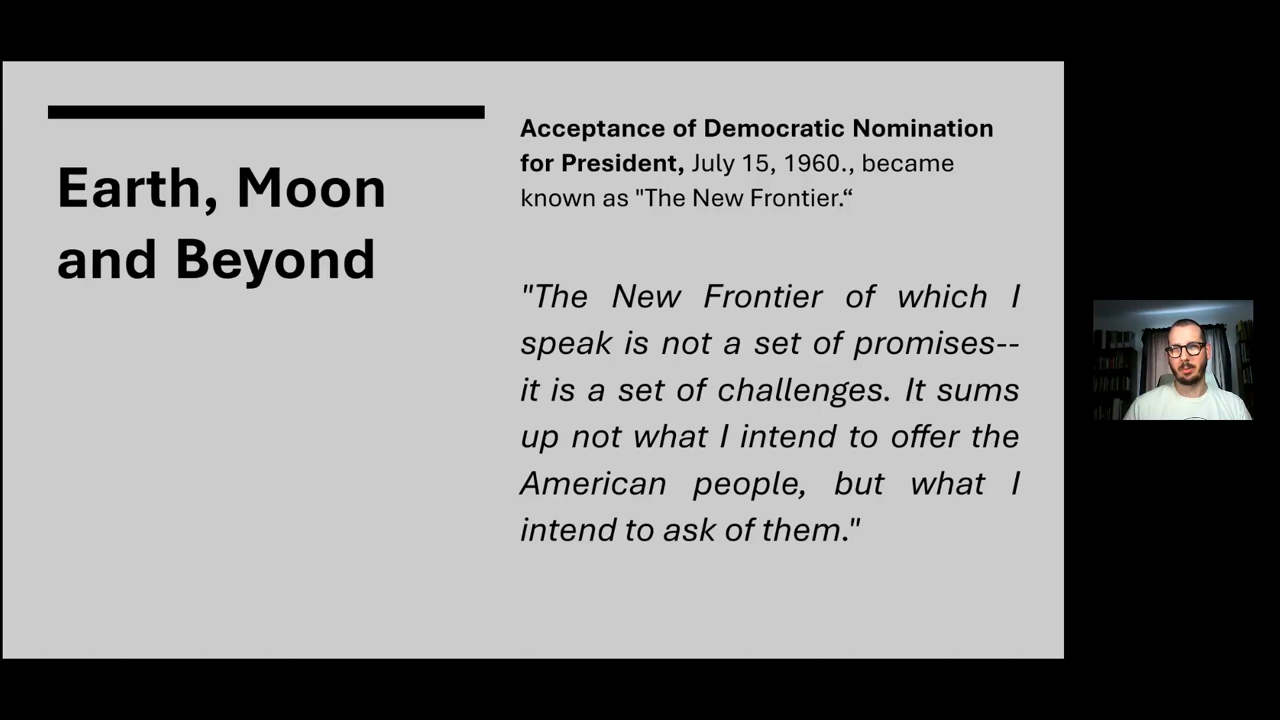 Earth, Moon
and Beyond
Acceptance of Democratic Nomination
for President, July 15, 1960., became
known as "The New Frontier.“
"The New Frontier of which I
speak is not a set of promises--
it is a set of challenges. It sums
up not what I intend to offer the
American people, but what I
intend to ask of them."